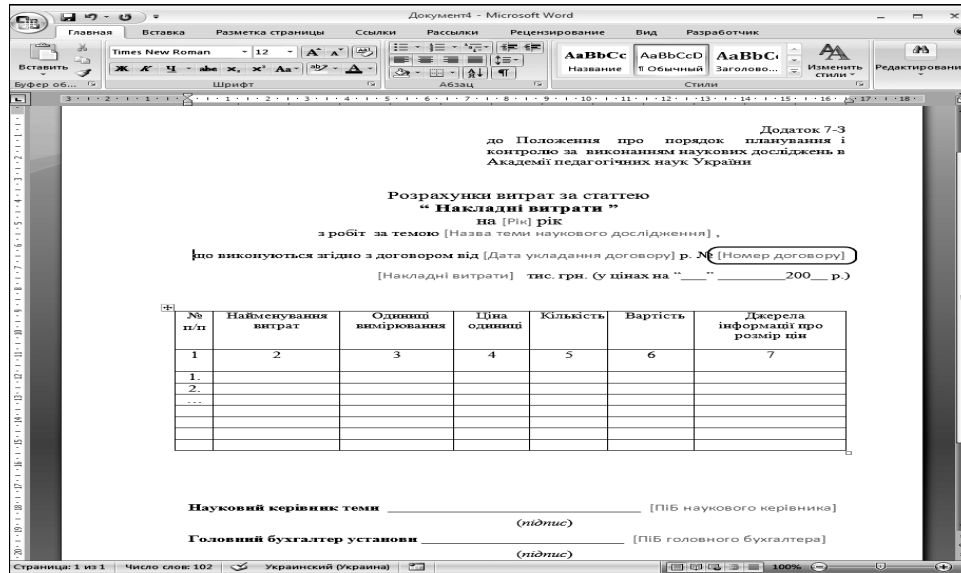 Документ4 - Microsoft Word
Главная Вставка Разметка страницы Ссылки Рассылки Рецензирование Вид Разработчик
Times New Roman 12
AaBbCc AaBbCcD AaBbCc
Вставить Название ¶ Обычный Заголово... Изменить стили Редактировани
Буфер об... Шрифт Абзац Стили
Додаток 7-3
до Положення про порядок планування і
контролю за виконанням наукових досліджень в
Академії педагогічних наук України
Розрахунки витрат за статтею
“ Накладні витрати ”
на [Рік] рік
з робіт за темою [Назва теми наукового дослідження] ,
що виконуються згідно з договором від [Дата укладання договору] р. № [Номер договору]
[Накладні витрати] тис. грн. (у цінах на “___” _________200__ р.)
№ п/п Найменування витрат Одиниці вимірювання Ціна одиниці Кількість Вартість Джерела інформації про розмір цін
1 2 3 4 5 6 7
1.
2.
...
Науковий керівник теми ______________________________ [ПіБ наукового керівника]
(підпис)
Головний бухгалтер установи ______________________ [ПіБ головного бухгалтера]
(підпис)
Страница: 1 из 1 Число слов: 102 Украинский (Украина) 100%